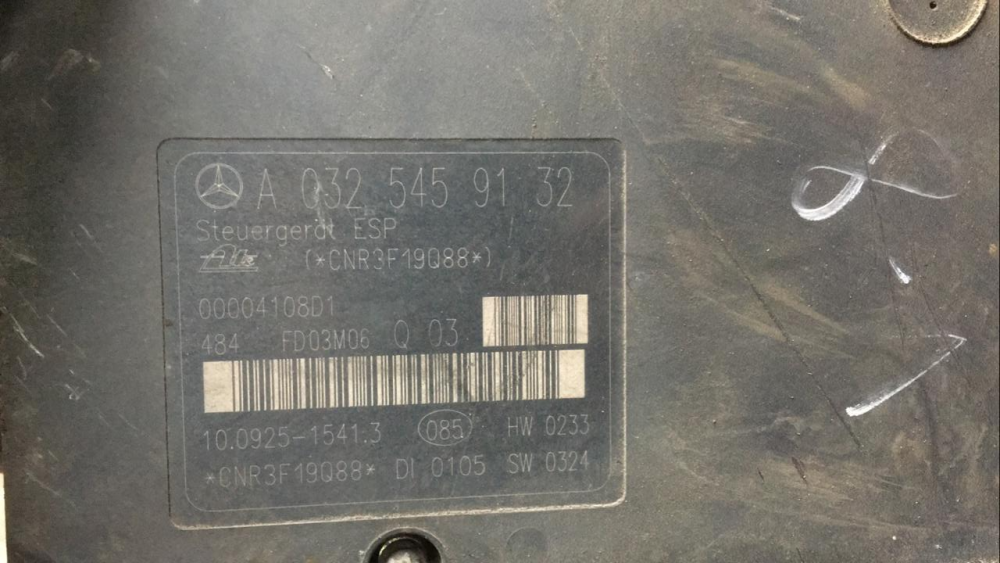 A 032 545 91 32
Steuergerät ESP
ATE (*CNR3F19Q88*)
00004108D1
484 FD03M06 Q 03
10.0925-1541.3 085 HW 0233
*CNR3F19Q88* DI 0105 SW 0324